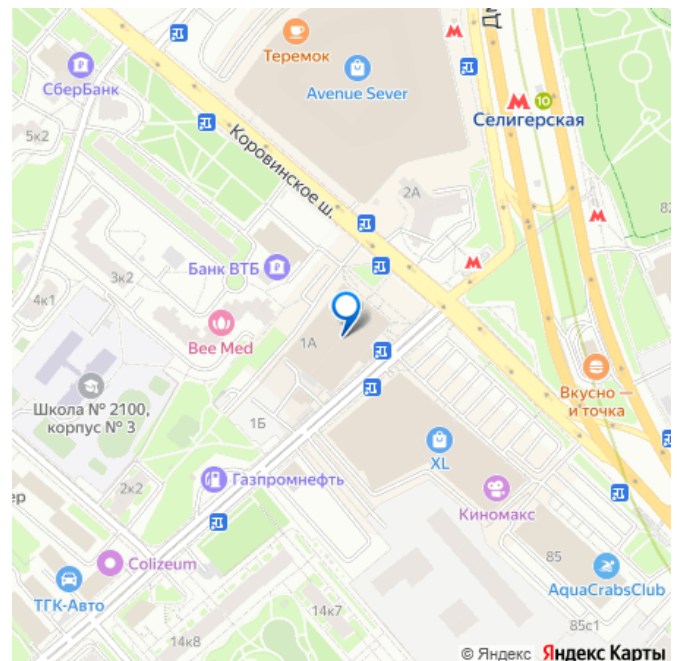 Теремок
СберБанк
Avenue Sever
10
Селигерская
5к2
Коровинское ш.
2А
Банк ВТБ
3к2
4к1
1А
Bee Med
Вкусно —
и точка
Школа № 2100,
корпус № 3
1Б
XL
Газпромнефть
2к2
Киномакс
Colizeum
85
ТГК-Авто
AquaCrabsClub
14к7
85с1
14к8
© Яндекс Яндекс Карты